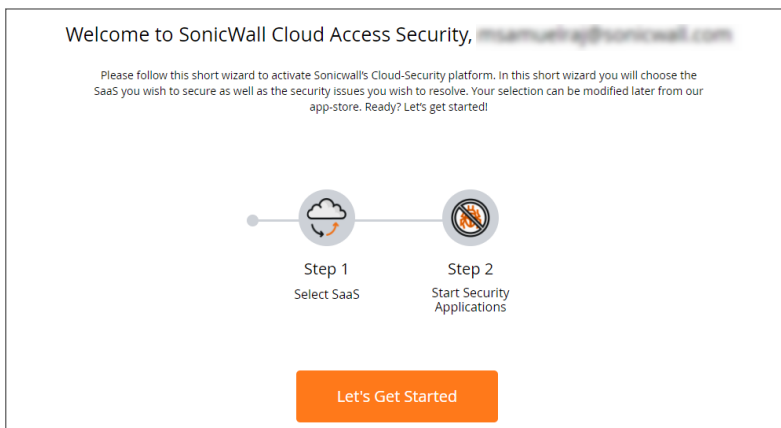 Welcome to SonicWall Cloud Access Security,
Please follow this short wizard to activate Sonicwall's Cloud-Security platform. In this short wizard you will choose the
SaaS you wish to secure as well as the security issues you wish to resolve. Your selection can be modified later from our
app-store. Ready? Let's get started!
Step 1
Select SaaS
Step 2
Start Security
Applications
Let's Get Started